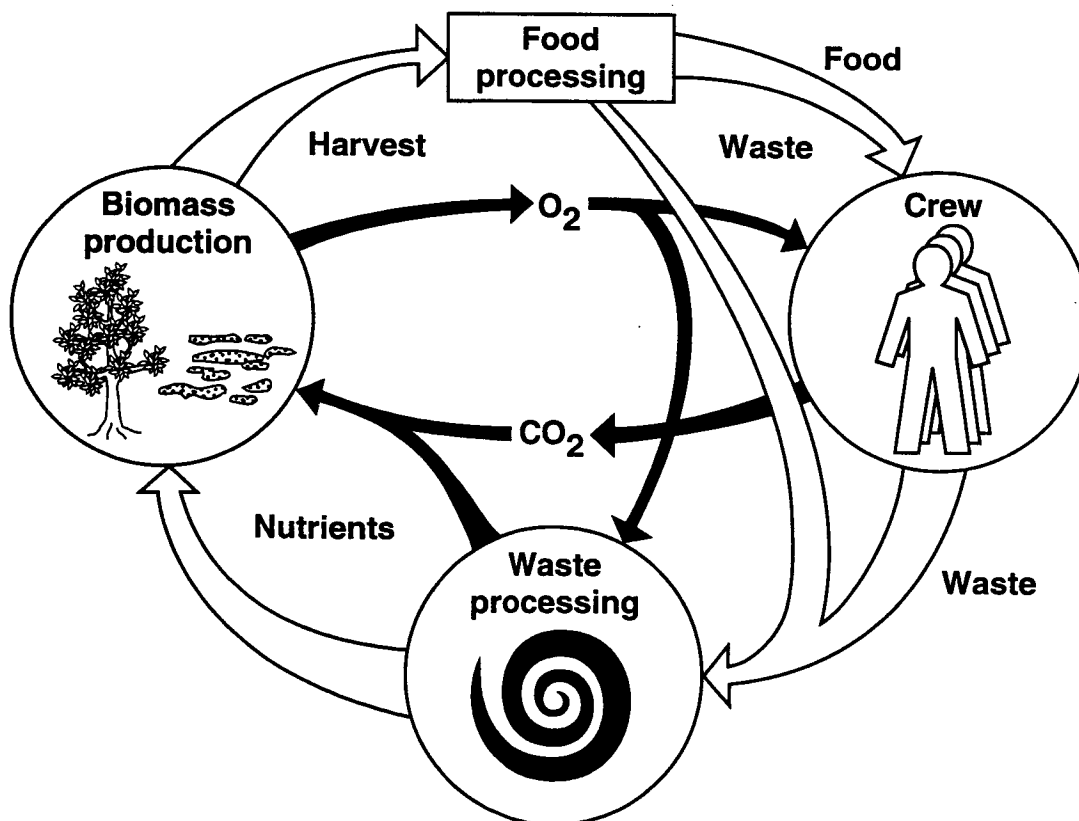 Food
processing
Food
Harvest
Waste
Biomass
production
O2
Crew
CO2
Nutrients
Waste
processing
Waste